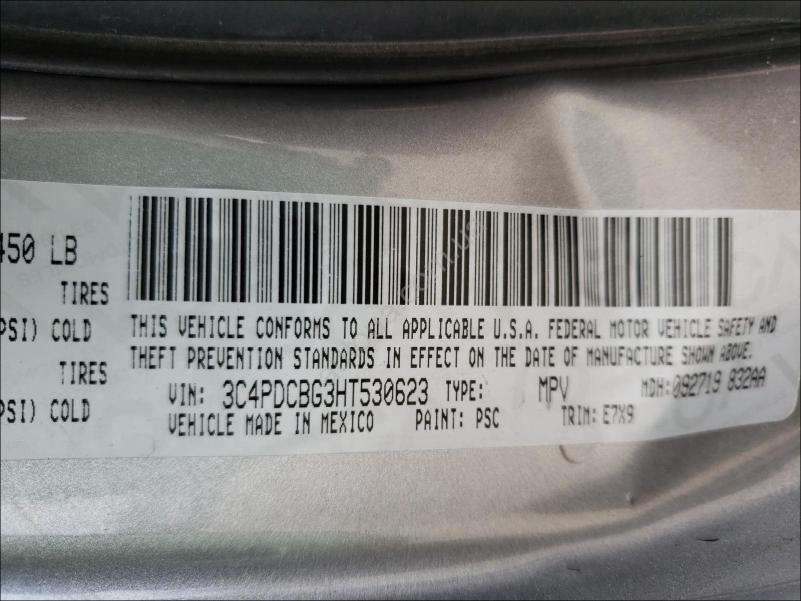 450 LB
TIRES
PSI) COLD
TIRES
PSI) COLD
THIS VEHICLE CONFORMS TO ALL APPLICABLE U.S.A. FEDERAL MOTOR VEHICLE SAFETY AND
THEFT PREVENTION STANDARDS IN EFFECT ON THE DATE OF MANUFACTURE SHOWN ABOVE.
VIN: 3C4PDCBG3HT530623 TYPE: MPV MDH: 092719 832AA
VEHICLE MADE IN MEXICO PAINT: PSC TRIM: E7X9